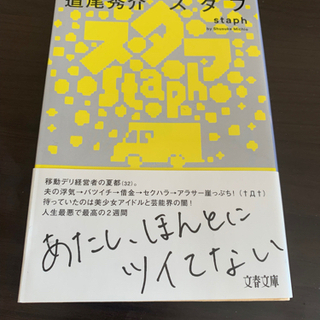 道尾秀介 スタフ
staph
by Shusuke Michio
スタフ
staph
移動デリ経営者の夏都(32)。
夫の浮気→バツイチ→借金→セクハラ→アラサー崖っぷち!(↑Д↑)
待っていたのは美少女アイドルと芸能界の闇!
人生最悪で最高の2週間
あたし、ほんとに
ツイてない
文春文庫